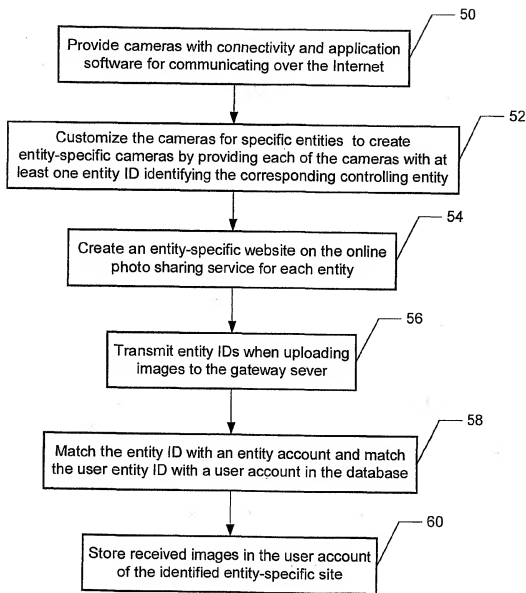 50
Provide cameras with connectivity and application
software for communicating over the Internet
52
Customize the cameras for specific entities to create
entity-specific cameras by providing each of the cameras with at
least one entity ID identifying the corresponding controlling entity
54
Create an entity-specific website on the online
photo sharing service for each entity
56
Transmit entity IDs when uploading
images to the gateway sever
58
Match the entity ID with an entity account and match
the user entity ID with a user account in the database
60
Store received images in the user account
of the identified entity-specific site